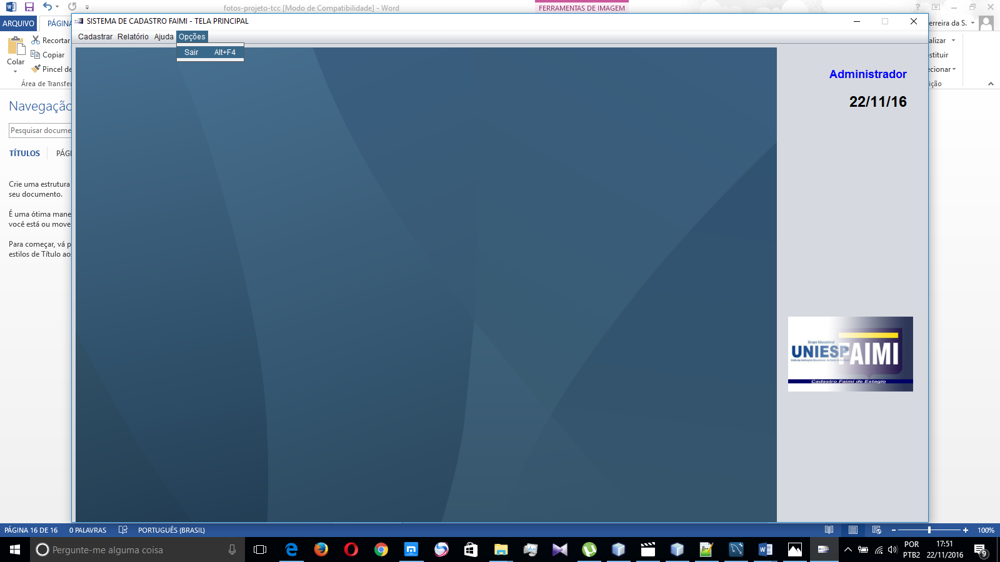 fotos-projeto-tcc [Modo de Compatibilidade] - Word
FERRAMENTAS DE IMAGEM
ARQUIVO
PÁGINA
erreira da S.
SISTEMA DE CADASTRO FAIMI - TELA PRINCIPAL
Cadastrar Relatório Ajuda Opções
Sair Alt+F4
Recortar
Copiar
Pincel de
Colar
Área de Transfer
alizar
stituir
ecionar
ição
Navegação
Pesquisar docume
TÍTULOS
PÁGI
Crie uma estrutura
seu documento.
É uma ótima mane
você está ou move
Para começar, vá p
estilos de Título aos
Administrador
22/11/16
Grupo Educacional
UNIESP
FAIMI
Cadastro Faimi de Estagio
PÁGINA 16 DE 16 0 PALAVRAS PORTUGUÊS (BRASIL)
100%
Pergunte-me alguma coisa
POR
PTB2
17:51
22/11/2016
9